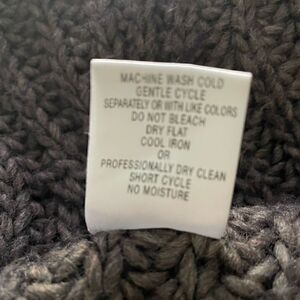 MACHINE WASH COLD
GENTLE CYCLE
SEPARATELY OR WITH LIKE COLORS
DO NOT BLEACH
DRY FLAT
COOL IRON
OR
PROFESSIONALLY DRY CLEAN
SHORT CYCLE
NO MOISTURE